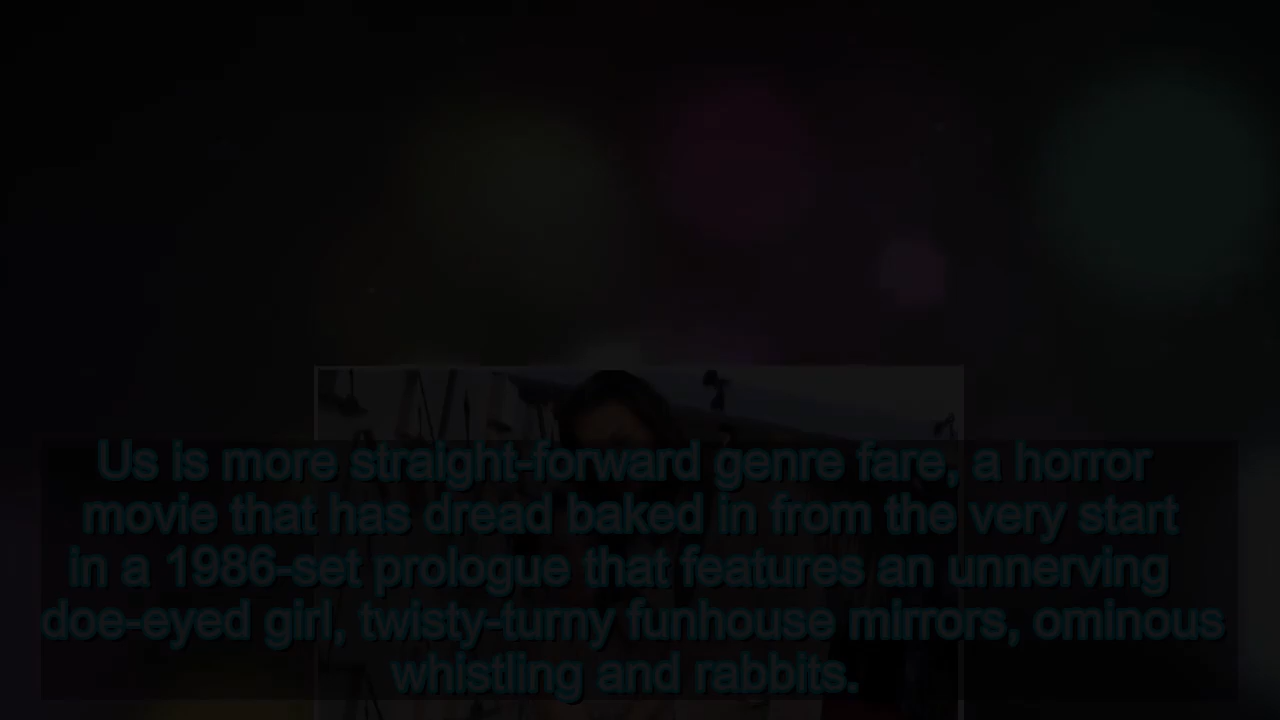 Us is more straight-forward genre fare, a horror
movie that has dread baked in from the very start
in a 1986-set prologue that features an unnerving
doe-eyed girl, twisty-turny funhouse mirrors, ominous
whistling and rabbits.